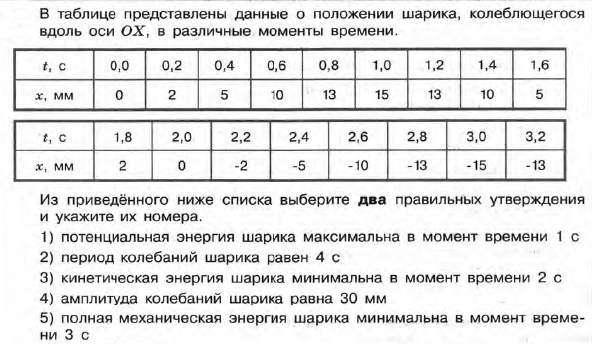 В таблице представлены данные о положении шарика, колеблющегося
вдоль оси OX, в различные моменты времени.
t, с 0,0 0,2 0,4 0,6 0,8 1,0 1,2 1,4 1,6
x, мм 0 2 5 10 13 15 13 10 5
t, с 1,8 2,0 2,2 2,4 2,6 2,8 3,0 3,2
x, мм 2 0 -2 -5 -10 -13 -15 -13
Из приведённого ниже списка выберите два правильных утверждения
и укажите их номера.
1) потенциальная энергия шарика максимальна в момент времени 1 с
2) период колебаний шарика равен 4 с
3) кинетическая энергия шарика минимальна в момент времени 2 с
4) амплитуда колебаний шарика равна 30 мм
5) полная механическая энергия шарика минимальна в момент време-
ни 3 с